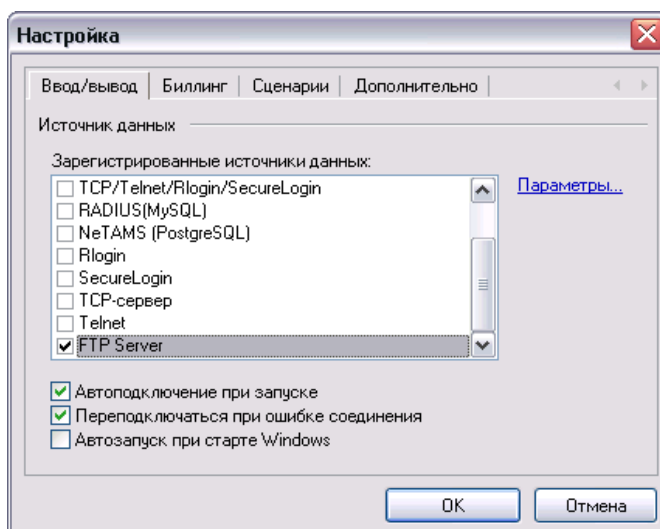 Настройка
Ввод/вывод Биллинг Сценарии Дополнительно
Источник данных
Зарегистрированные источники данных:
TCP/Telnet/Rlogin/SecureLogin
Параметры...
RADIUS(MySQL)
NeTAMS (PostgreSQL)
Rlogin
SecureLogin
TCP-сервер
Telnet
FTP Server
Автоподключение при запуске
Переподключаться при ошибке соединения
Автозапуск при старте Windows
OK Отмена